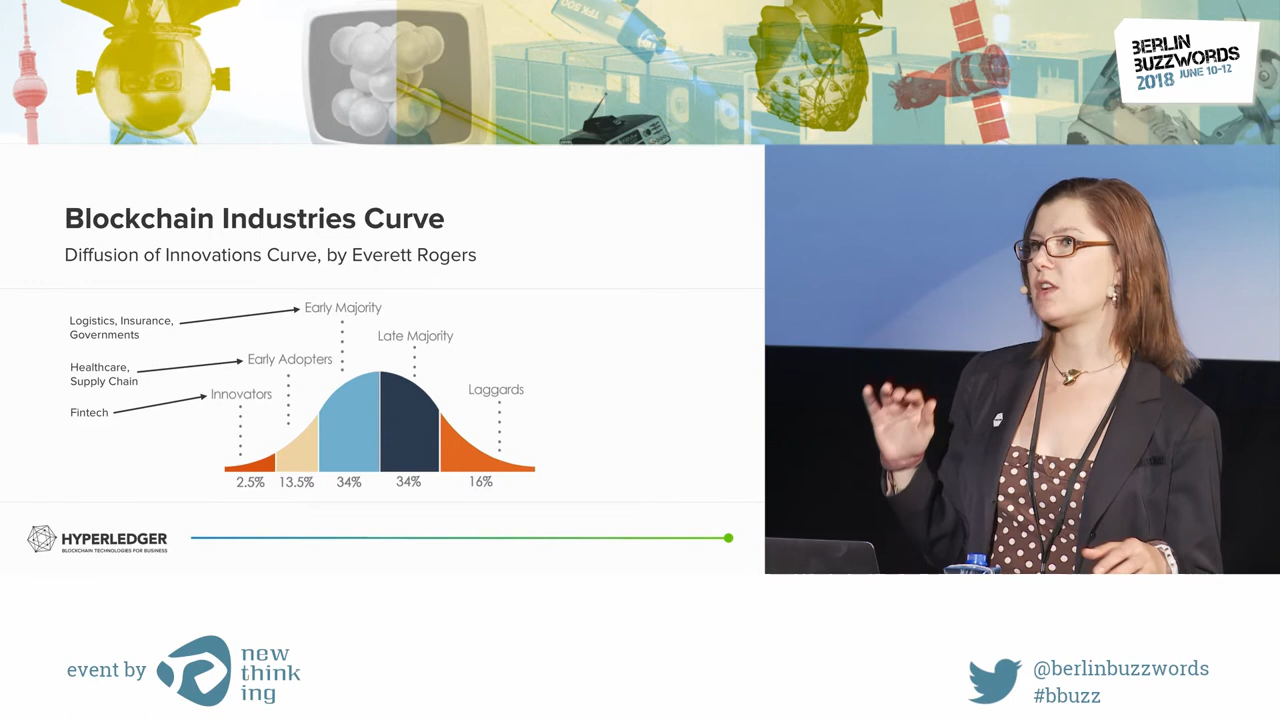 TPK 500
BERLIN
BUZZWORDS
2018 JUNE 10-12
Blockchain Industries Curve
Diffusion of Innovations Curve, by Everett Rogers
Logistics, Insurance,
Governments
Early Majority
Late Majority
Healthcare,
Supply Chain
Early Adopters
Innovators
Laggards
Fintech
2.5%
13.5%
34%
34%
16%
HYPERLEDGER
BLOCKCHAIN TECHNOLOGIES FOR BUSINESS
event by
new
think
ing
@berlinbuzzwords
#bbuzz